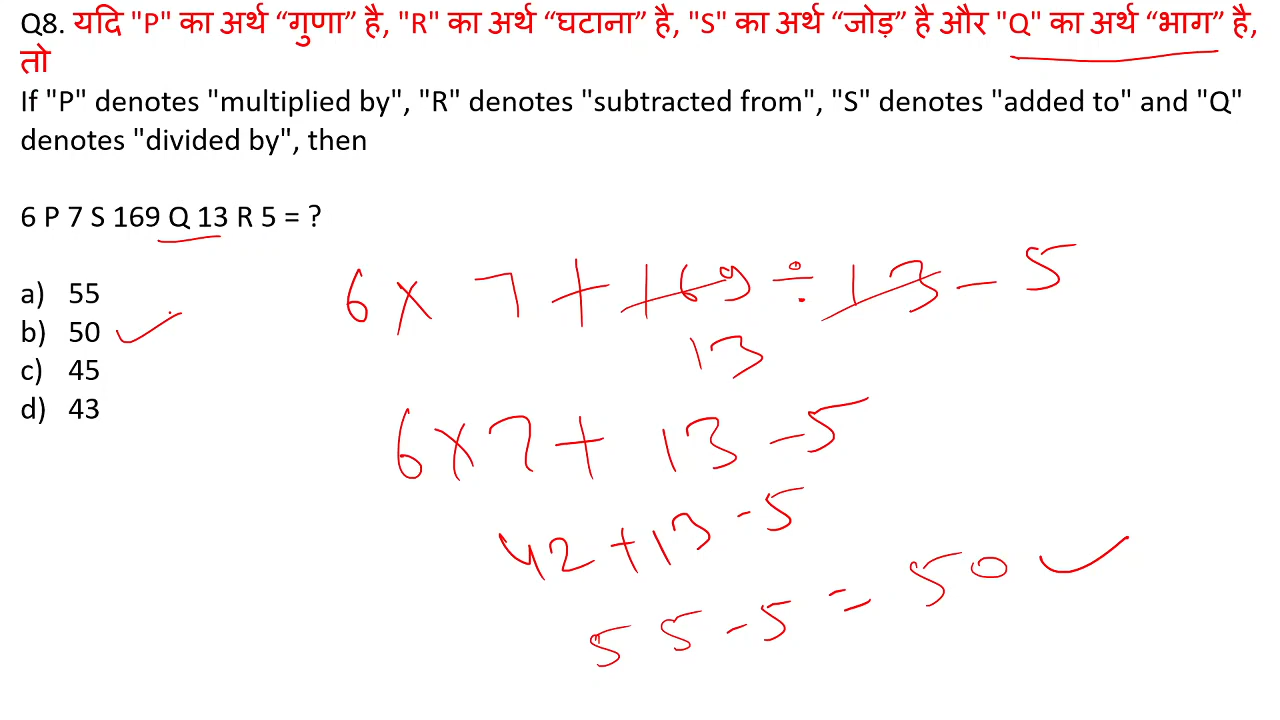 Q8. यदि "P" का अर्थ “गुणा” है, "R" का अर्थ “घटाना” है, "S" का अर्थ “जोड़” है और "Q" का अर्थ “भाग” है,
तो
If "P" denotes "multiplied by", "R" denotes "subtracted from", "S" denotes "added to" and "Q"
denotes "divided by", then
6 P 7 S 169 Q 13 R 5 = ?
a) 55
b) 50
c) 45
d) 43
6 × 7 + 169 ÷ 13 - 5
13
6 × 7 + 13 - 5
42 + 13 - 5
55 - 5 = 50